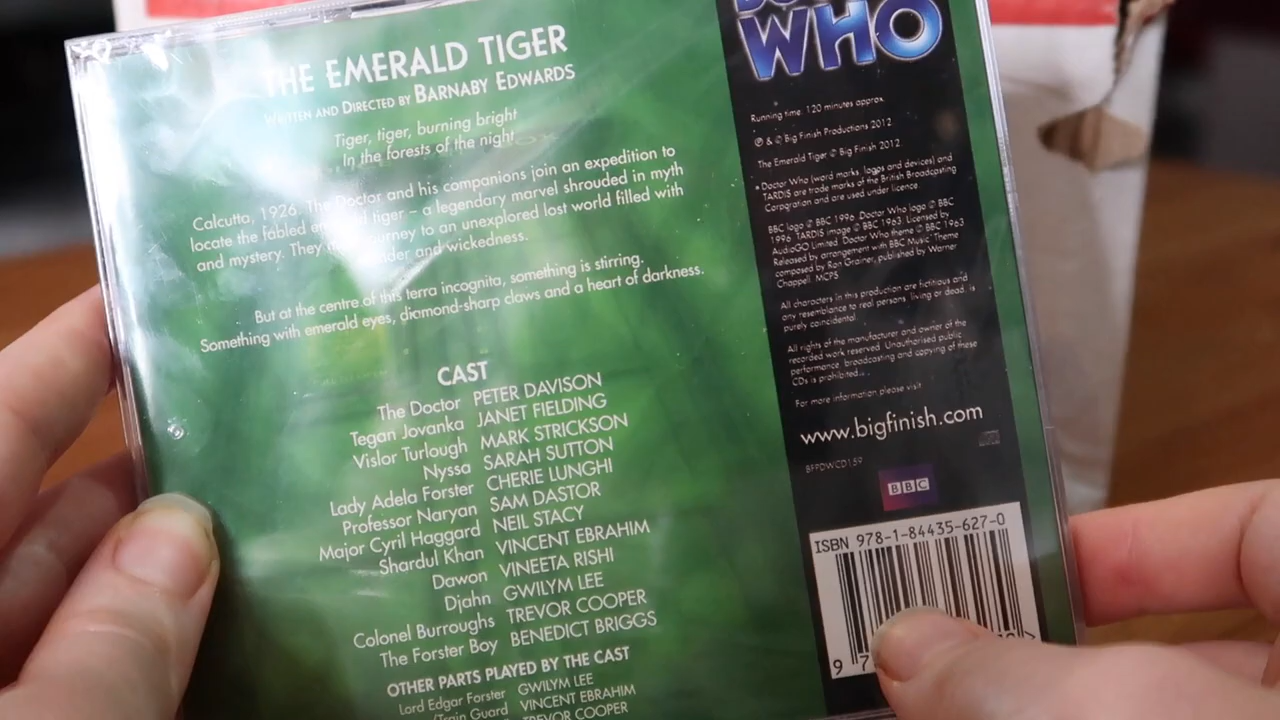 THE EMERALD TIGER
WRITTEN AND DIRECTED BY BARNABY EDWARDS
Tiger, tiger, burning bright
In the forests of the night
Calcutta, 1926. The Doctor and his companions join an expedition to
locate the fabled emerald tiger – a legendary marvel shrouded in myth
and mystery. They journey to an unexplored lost world filled with
and wickedness.
But at the centre of this terra incognita, something is stirring.
Something with emerald eyes, diamond-sharp claws and a heart of darkness.
CAST
The Doctor PETER DAVISON
Tegan Jovanka JANET FIELDING
Vislor Turlough MARK STRICKSON
Nyssa SARAH SUTTON
Lady Adela Forster CHERIE LUNGHI
Professor Naryan SAM DASTOR
Major Cyril Haggard NEIL STACY
Shardul Khan VINCENT EBRAHIM
Dawon VINEETA RISHI
Djahn GWILYM LEE
Colonel Burroughs TREVOR COOPER
The Forster Boy BENEDICT BRIGGS
OTHER PARTS PLAYED BY THE CAST
Lord Edgar Forster GWILYM LEE
/Train Guard VINCENT EBRAHIM
TREVOR COOPER
WHO
Running time: 120 minutes approx.
℗ & © Big Finish Productions 2012.
The Emerald Tiger © Big Finish 2012.
Doctor Who (word marks, logos and devices) and
TARDIS are trade marks of the British Broadcasting
Corporation and are used under licence.
BBC logo © BBC 1996. Doctor Who logo © BBC
1996. TARDIS image © BBC 1963. Licensed by
AudioGO Limited. Doctor Who theme © BBC 1963
Released by arrangement with BBC Music. Theme
composed by Ron Grainer, published by Warner
Chappell. MCPS
All characters in this production are fictitious and
any resemblance to real persons, living or dead, is
purely coincidental.
All rights of the manufacturer and owner of the
recorded work reserved. Unauthorised public
performance, broadcasting and copying of these
CDs is prohibited.
For more information please visit
www.bigfinish.com
BFPDWCD159
BBC
ISBN 978-1-84435-627-0
9 7